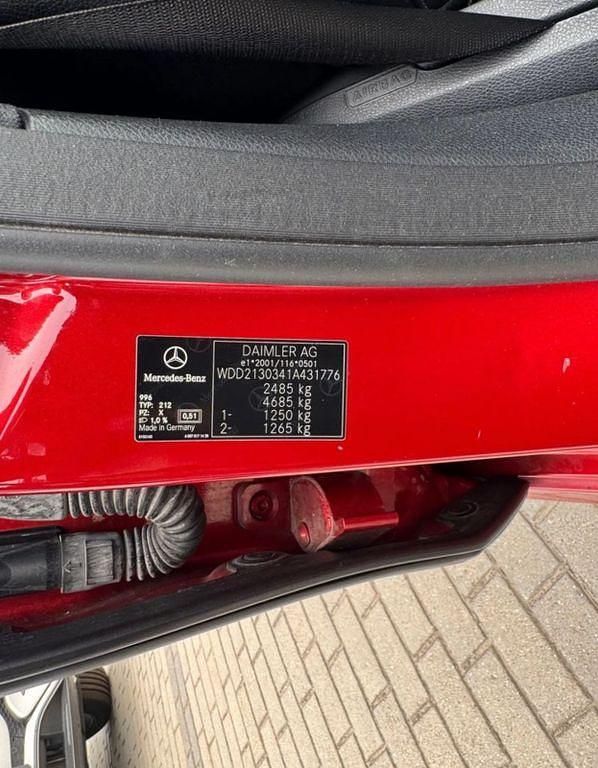 AIRBAG
Mercedes-Benz
996
TYP: 212
PZ: X
1,0 %
0,51
Made in Germany
DAIMLER AG
e1*2001/116*0501
WDD2130341A431776
2485 kg
4685 kg
1- 1250 kg
2- 1265 kg